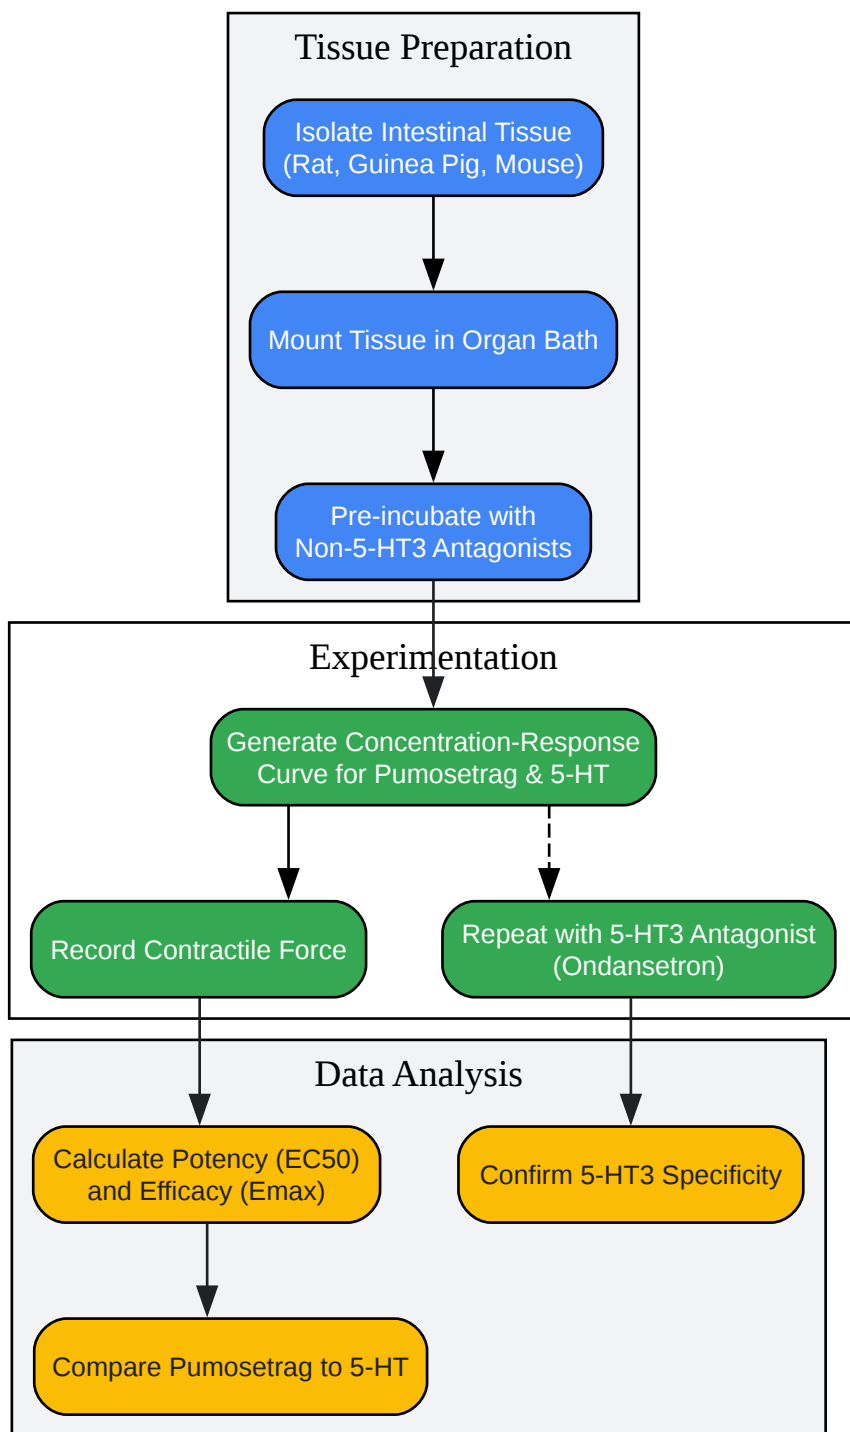 Tissue Preparation
Isolate Intestinal Tissue
(Rat, Guinea Pig, Mouse)
Mount Tissue in Organ Bath
Pre-incubate with
Non-5-HT3 Antagonists
Experimentation
Generate Concentration-Response
Curve for Pumosetrag & 5-HT
Record Contractile Force
Repeat with 5-HT3 Antagonist
(Ondansetron)
Data Analysis
Calculate Potency (EC50)
and Efficacy (Emax)
Confirm 5-HT3 Specificity
Compare Pumosetrag to 5-HT